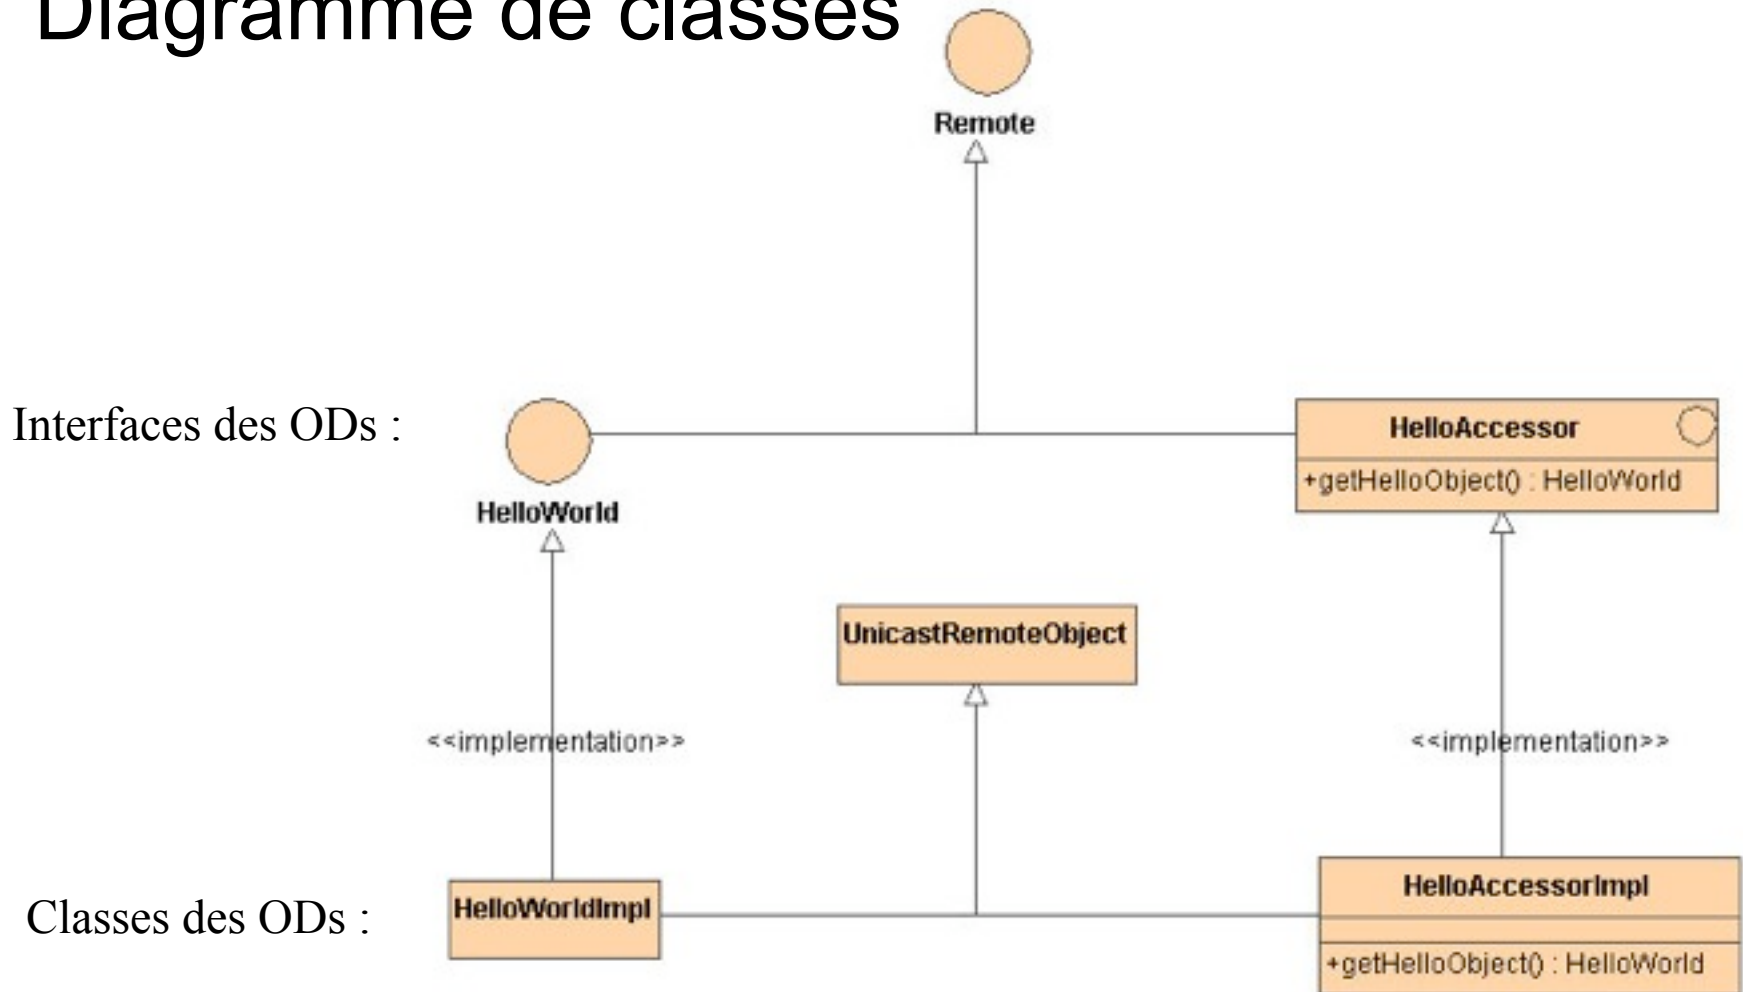 Diagramme de classes
Remote
Interfaces des ODs :
HelloAccessor
+getHelloObject() : HelloWorld
HelloWorld
UnicastRemoteObject
<<implementation>>
<<implementation>>
Classes des ODs :
HelloWorldImpl
HelloAccessorImpl
+getHelloObject() : HelloWorld